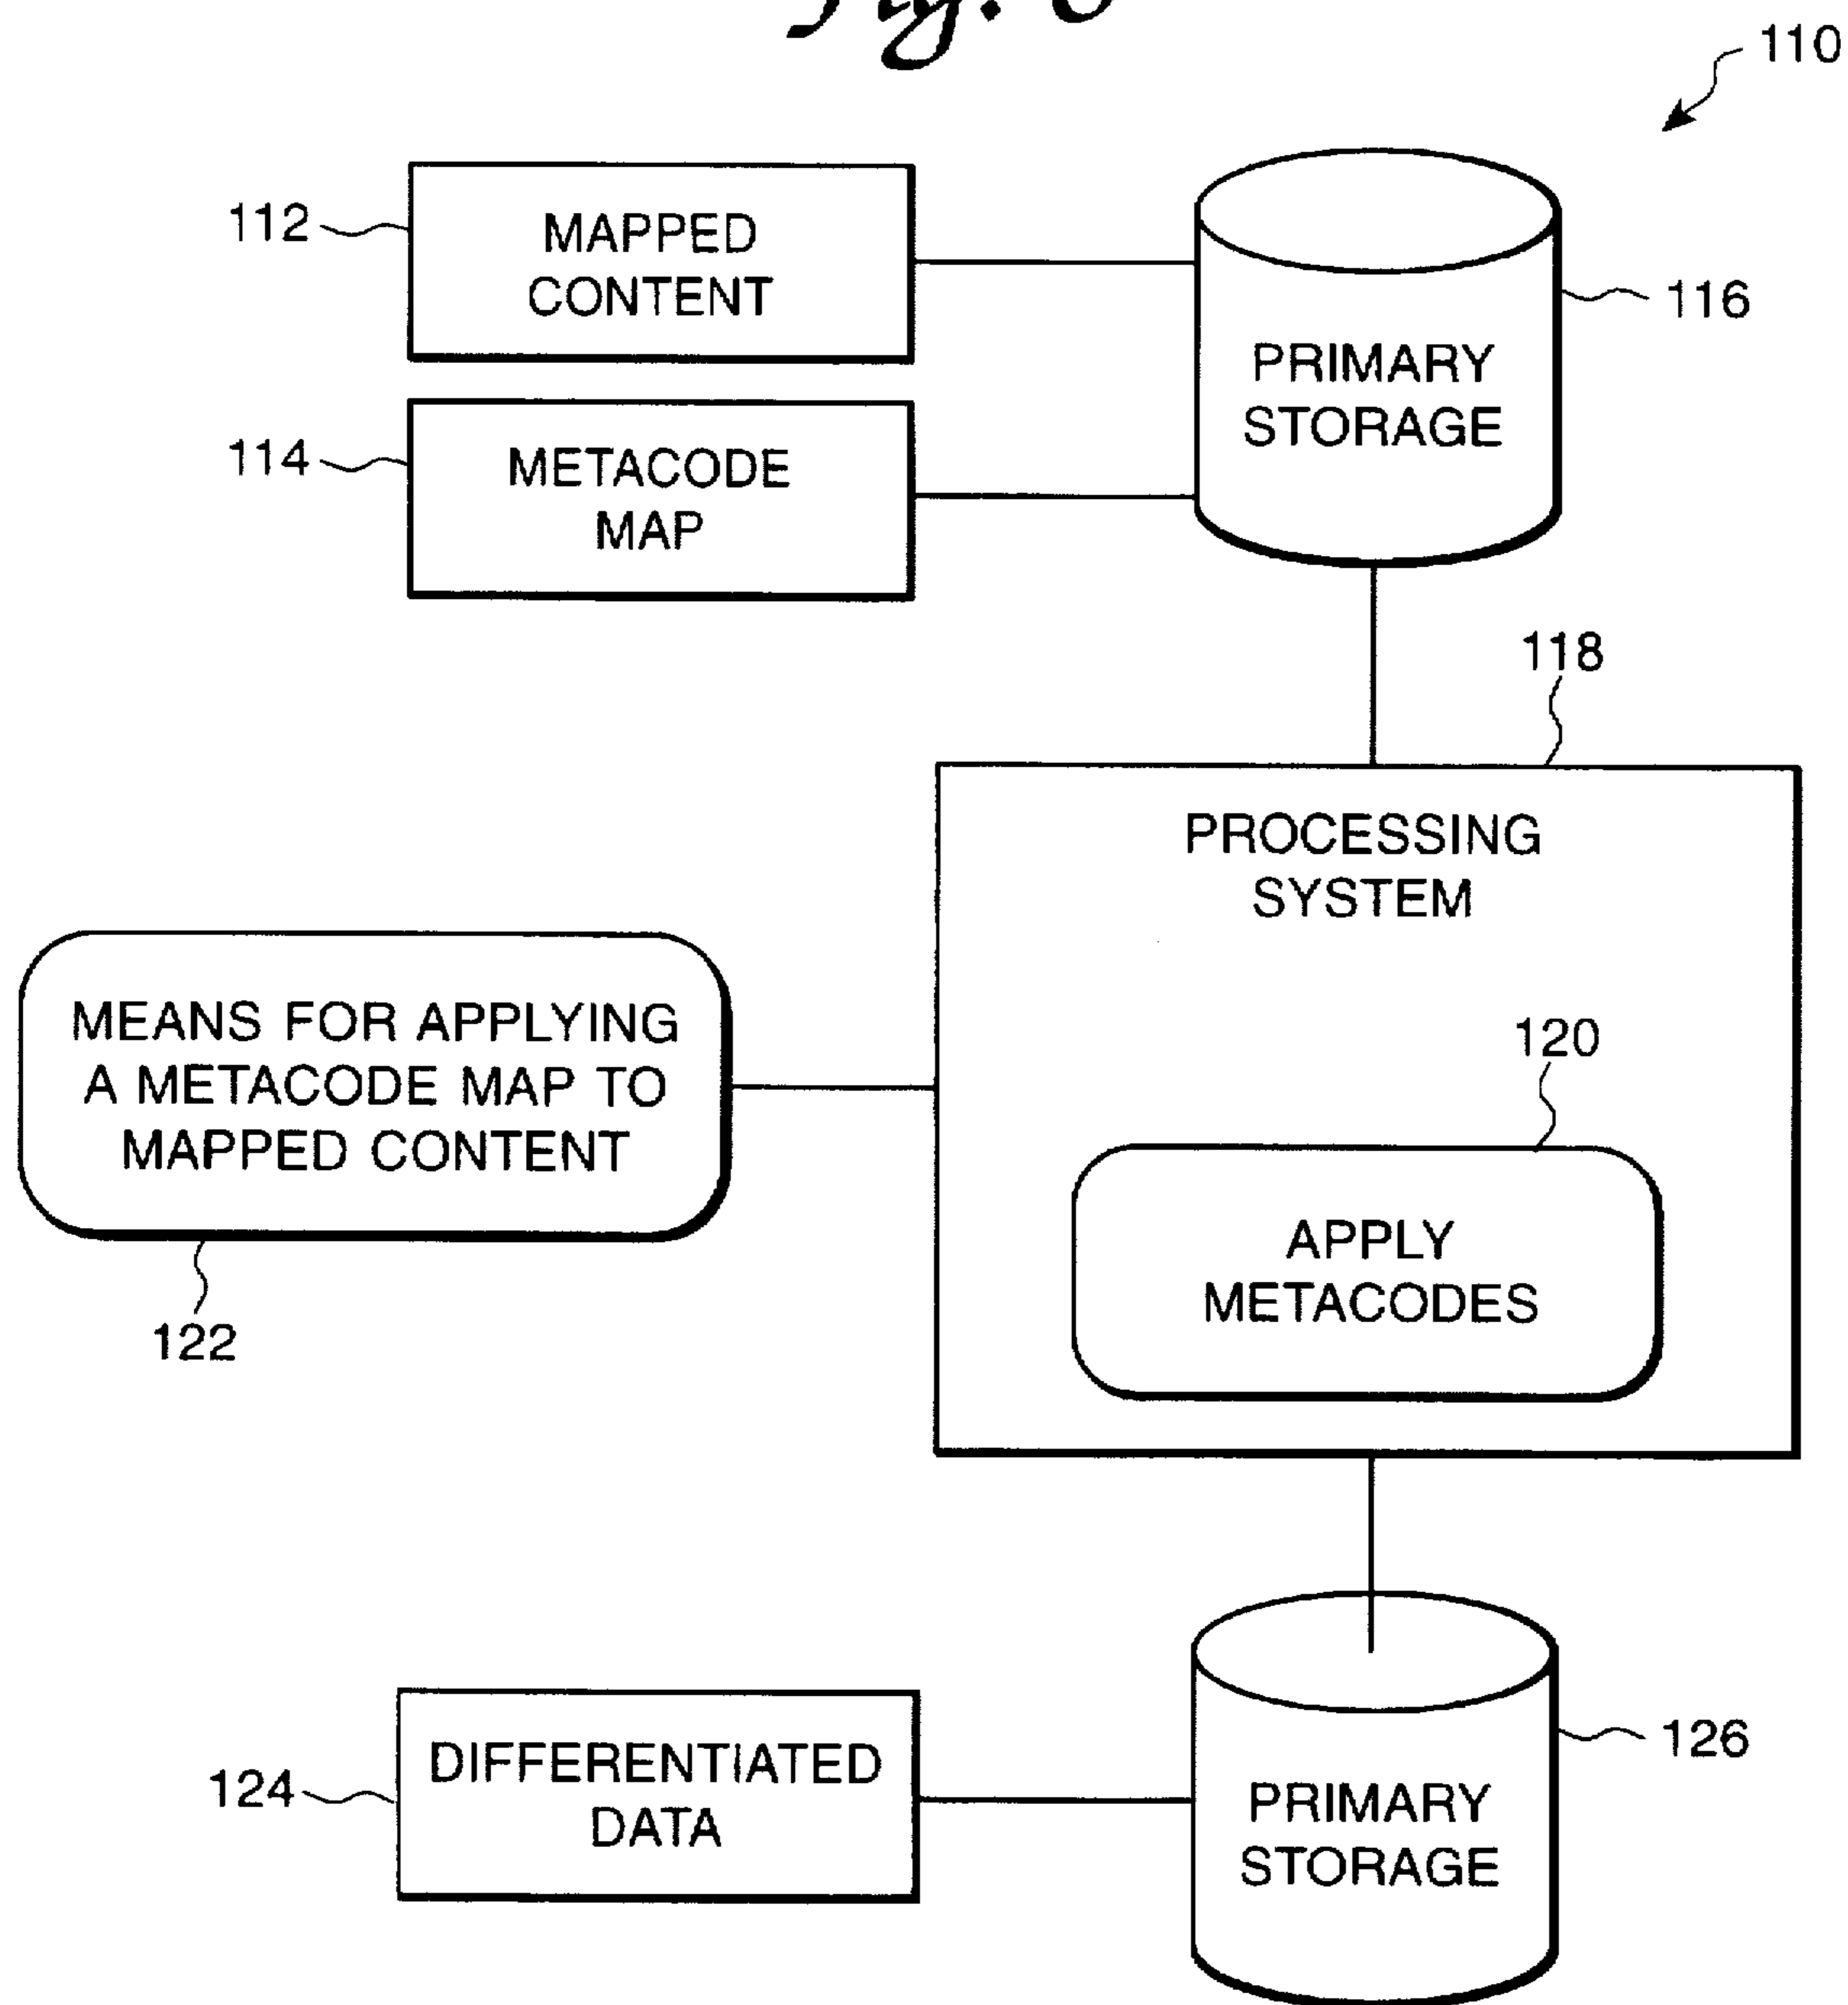 110
112
MAPPED
CONTENT
116
PRIMARY
STORAGE
114
METACODE
MAP
118
PROCESSING
SYSTEM
MEANS FOR APPLYING
A METACODE MAP TO
MAPPED CONTENT
122
120
APPLY
METACODES
124
DIFFERENTIATED
DATA
126
PRIMARY
STORAGE